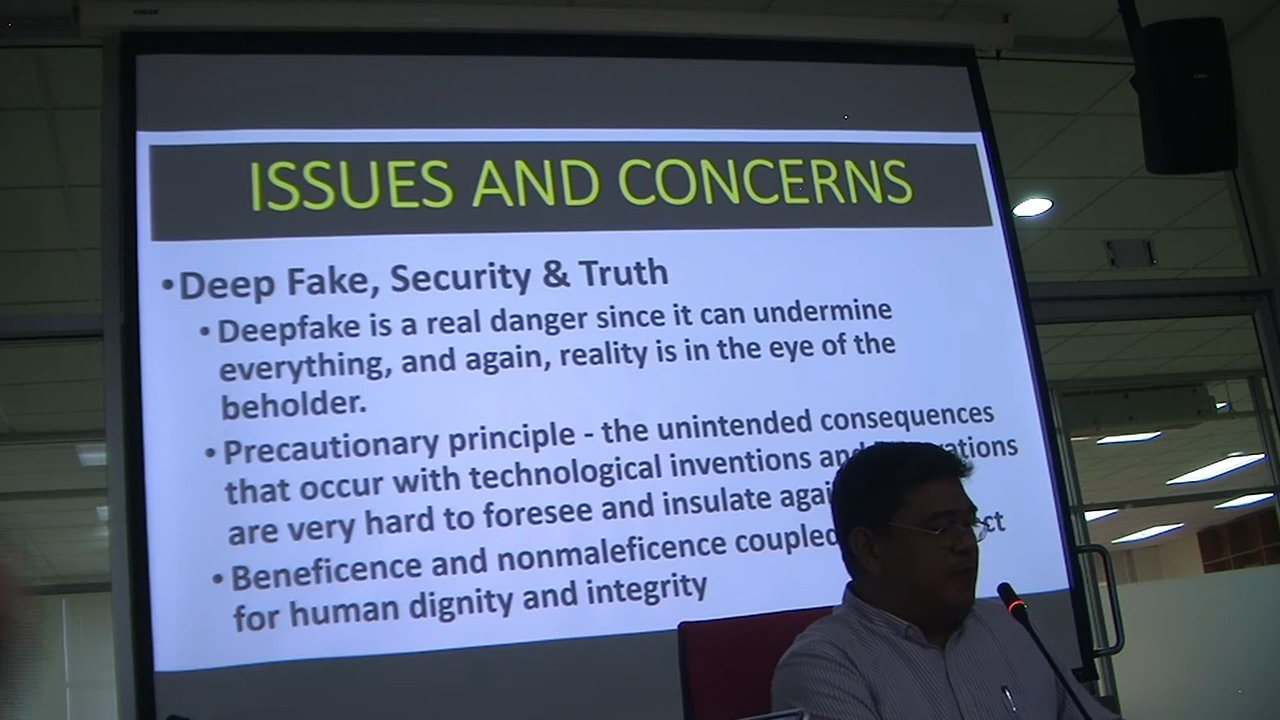 ISSUES AND CONCERNS
•Deep Fake, Security & Truth
•Deepfake is a real danger since it can undermine
everything, and again, reality is in the eye of the
beholder.
•Precautionary principle - the unintended consequences
that occur with technological inventions and
are very hard to foresee and insulate
•Beneficence and nonmaleficence coupled
for human dignity and integrity